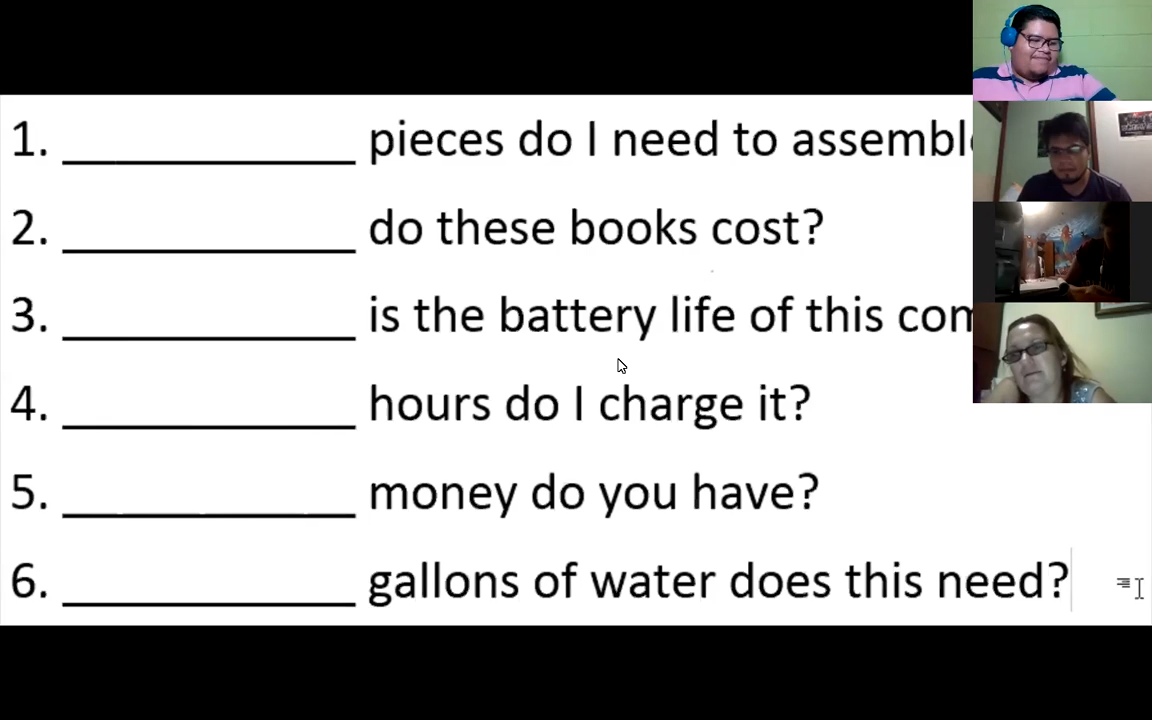 1. ____________ pieces do I need to
2. ____________ do these books cost?
3. ____________ is the battery life of this
4. ____________ hours do I charge it?
5. ____________ money do you have?
6. ____________ gallons of water does this need?